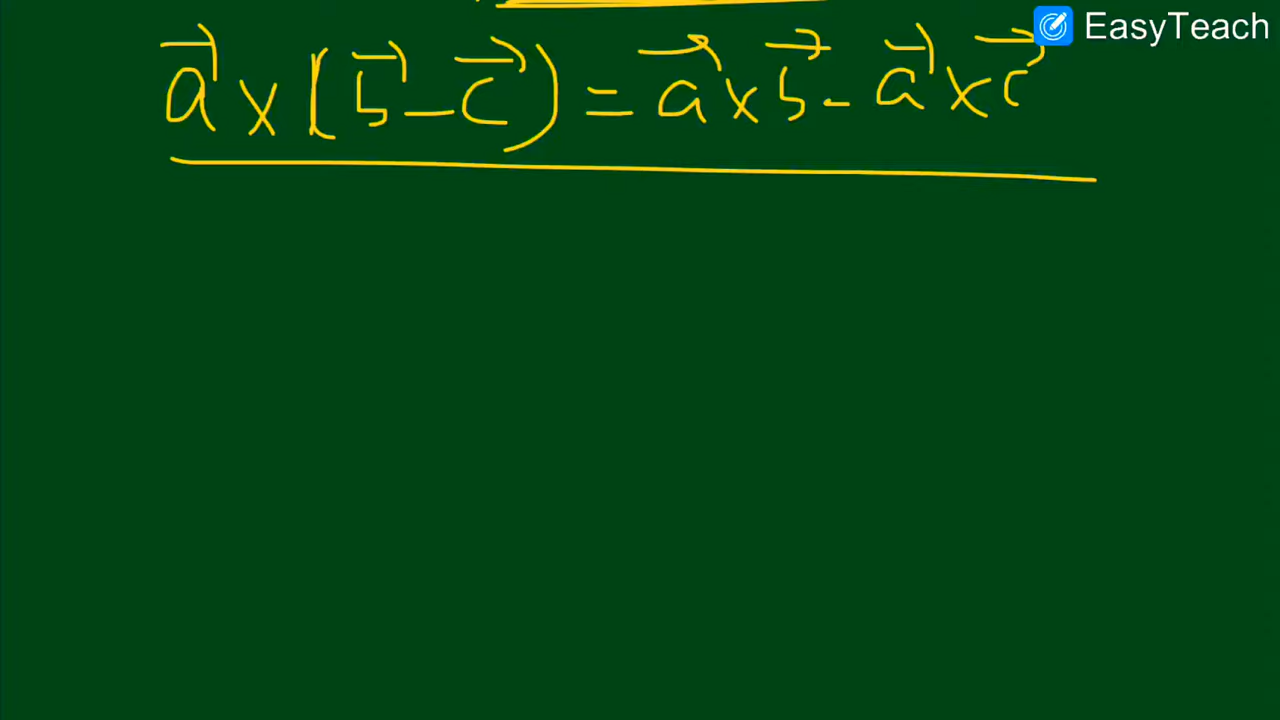 EasyTeach
a⃗ x (b⃗ - c⃗) = a⃗ x b⃗ - a⃗ x c⃗